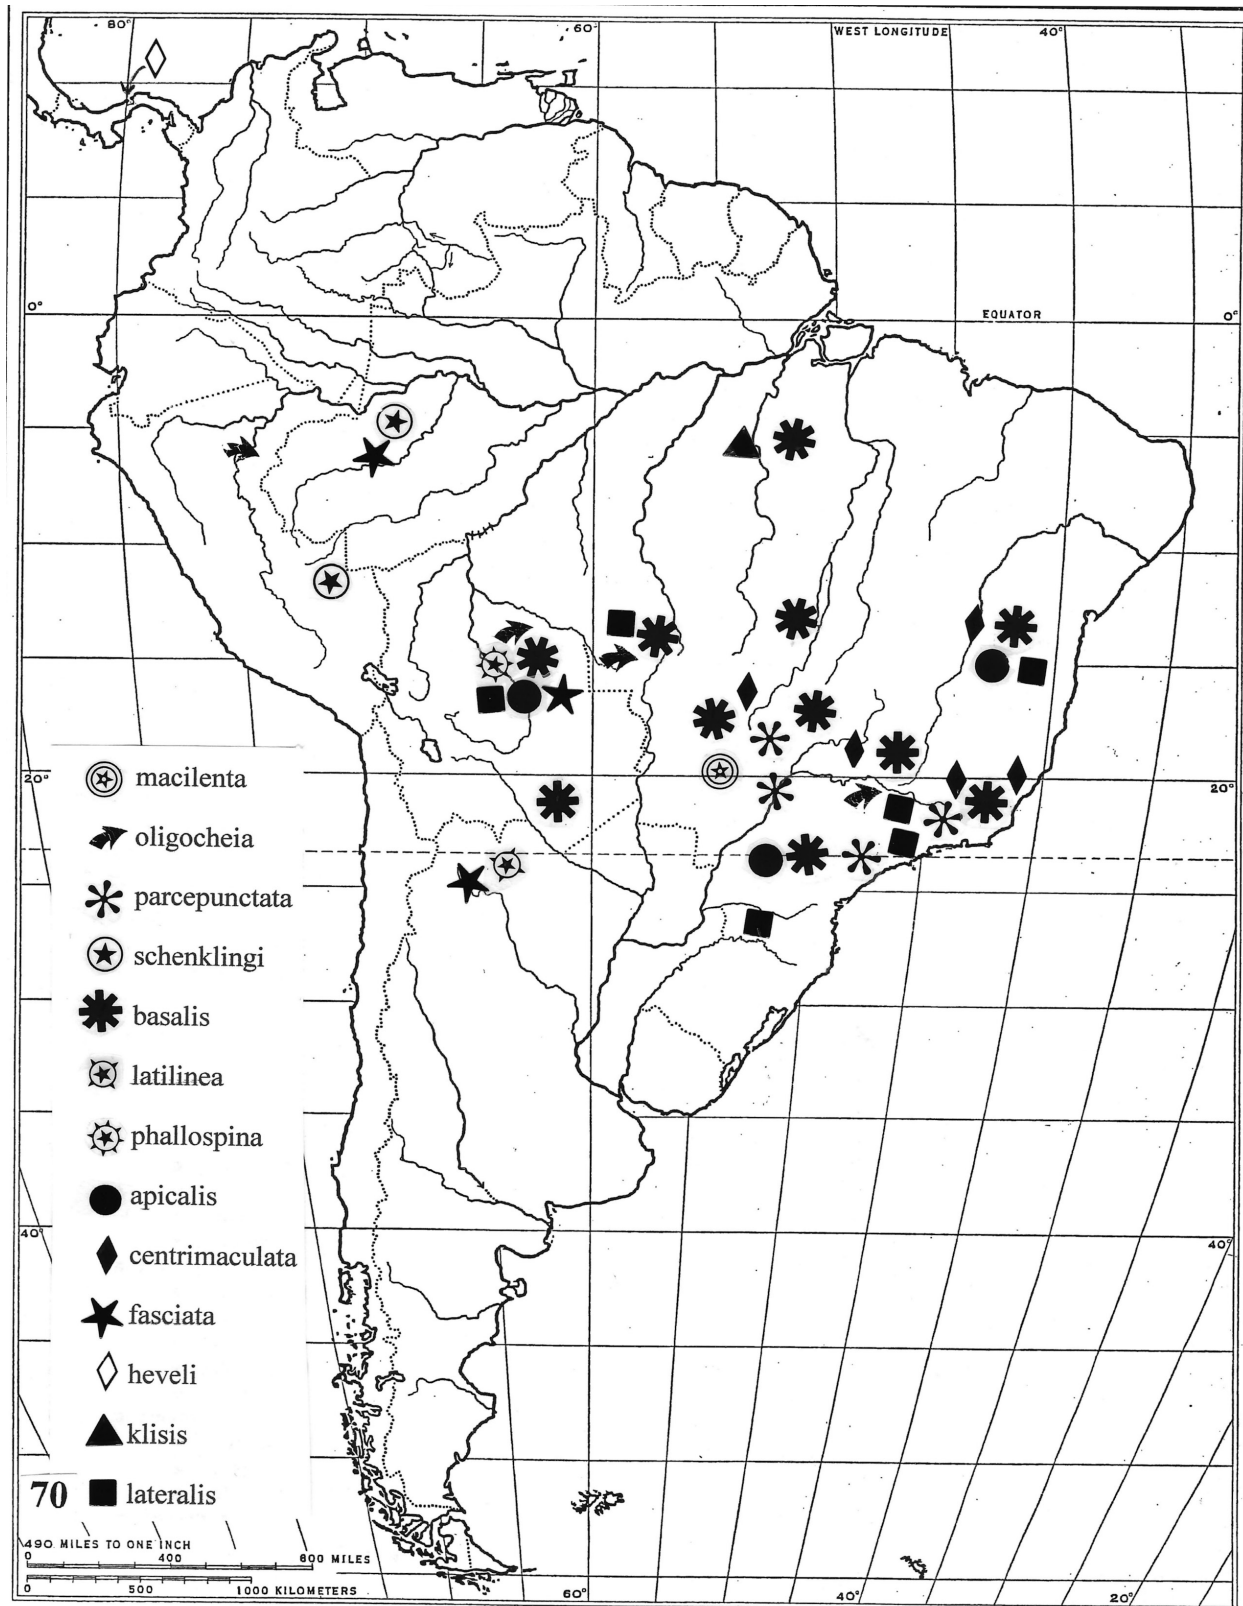 80°
60°
WEST LONGITUDE
40°
0°
EQUATOR
0°
macilenta
oligocheia
parcepunctata
schenklingi
basalis
latilinea
phallospina
apicalis
centrimaculata
fasciata
heveli
klisis
lateralis
20°
20°
40°
40°
70
490 MILES TO ONE INCH
0 400 800 MILES
0 500 1000 KILOMETERS
60°
40°
20°